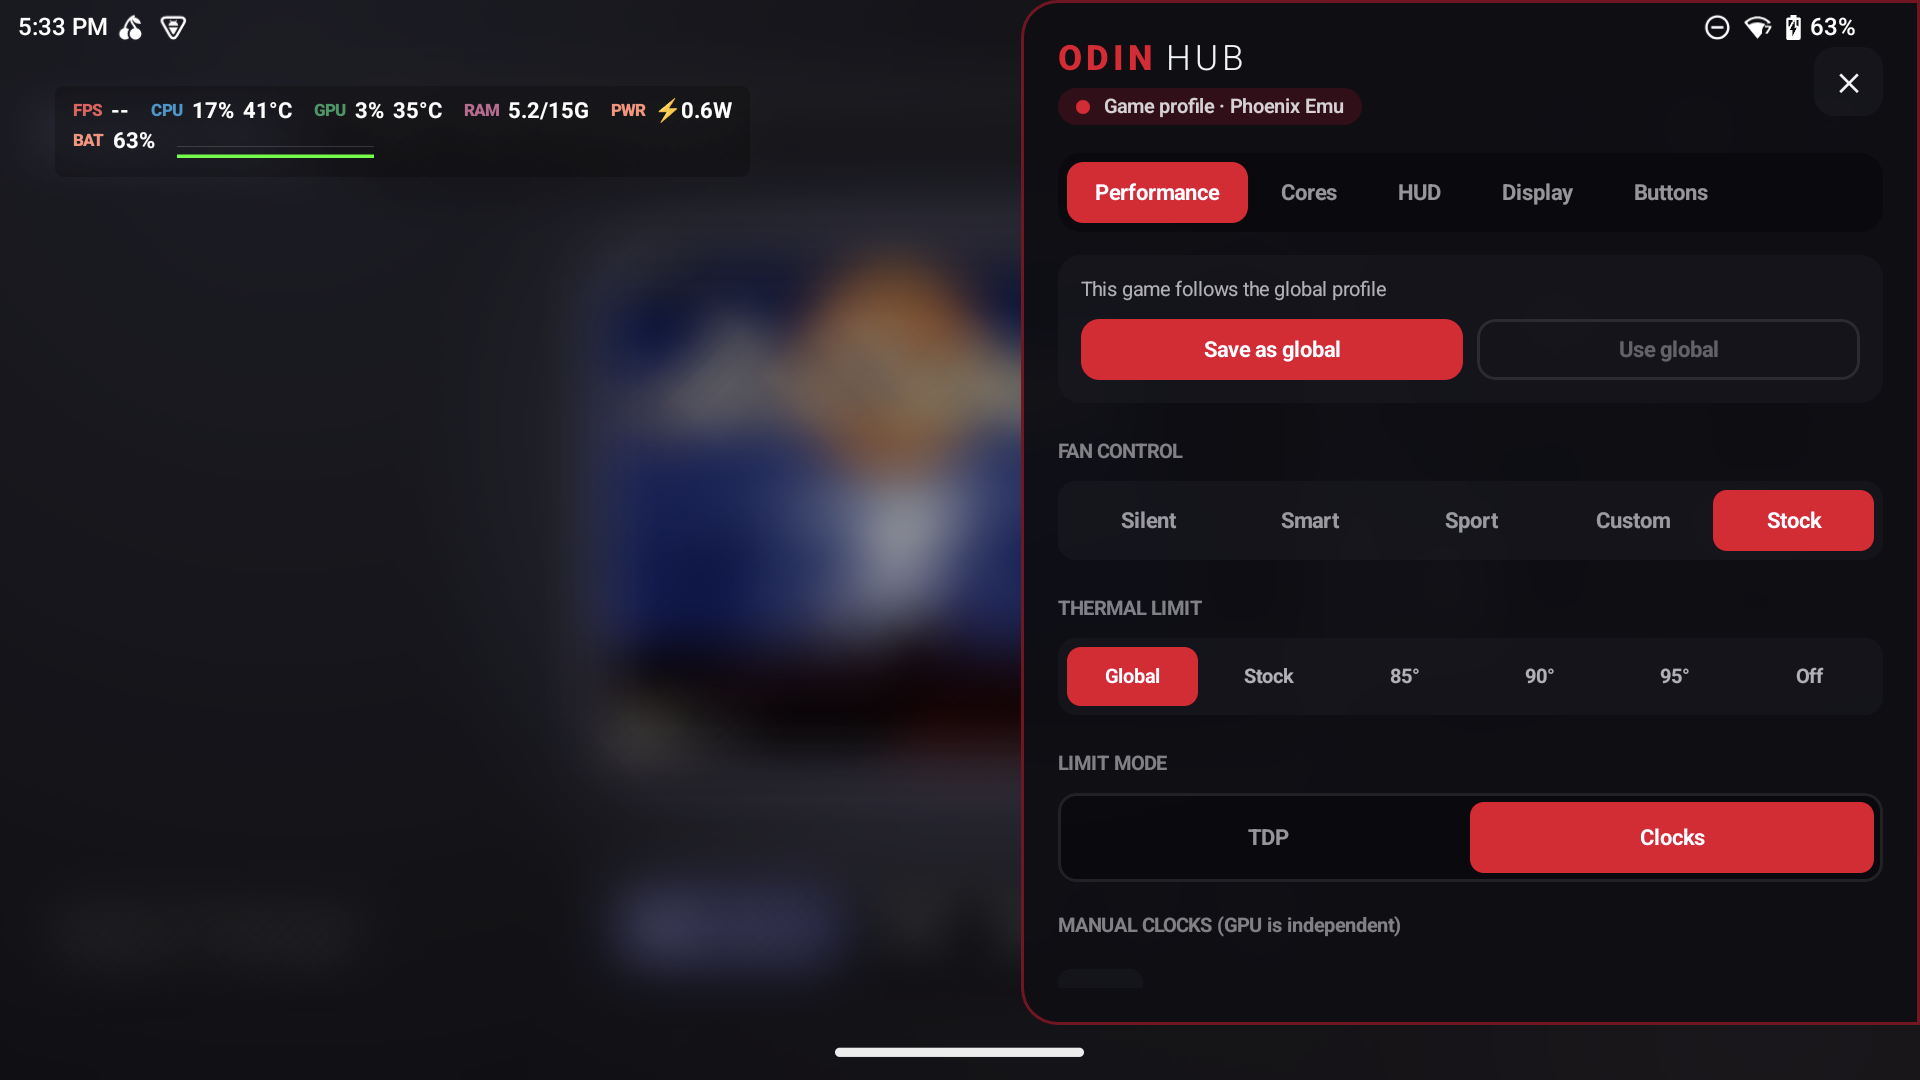 5:33 PM
63%
FPS -- CPU 17% 41°C GPU 3% 35°C RAM 5.2/15G PWR ⚡0.6W
BAT 63%
ODIN HUB
Game profile · Phoenix Emu
Performance Cores HUD Display Buttons
This game follows the global profile
Save as global Use global
FAN CONTROL
Silent Smart Sport Custom Stock
THERMAL LIMIT
Global Stock 85° 90° 95° Off
LIMIT MODE
TDP Clocks
MANUAL CLOCKS (GPU is independent)